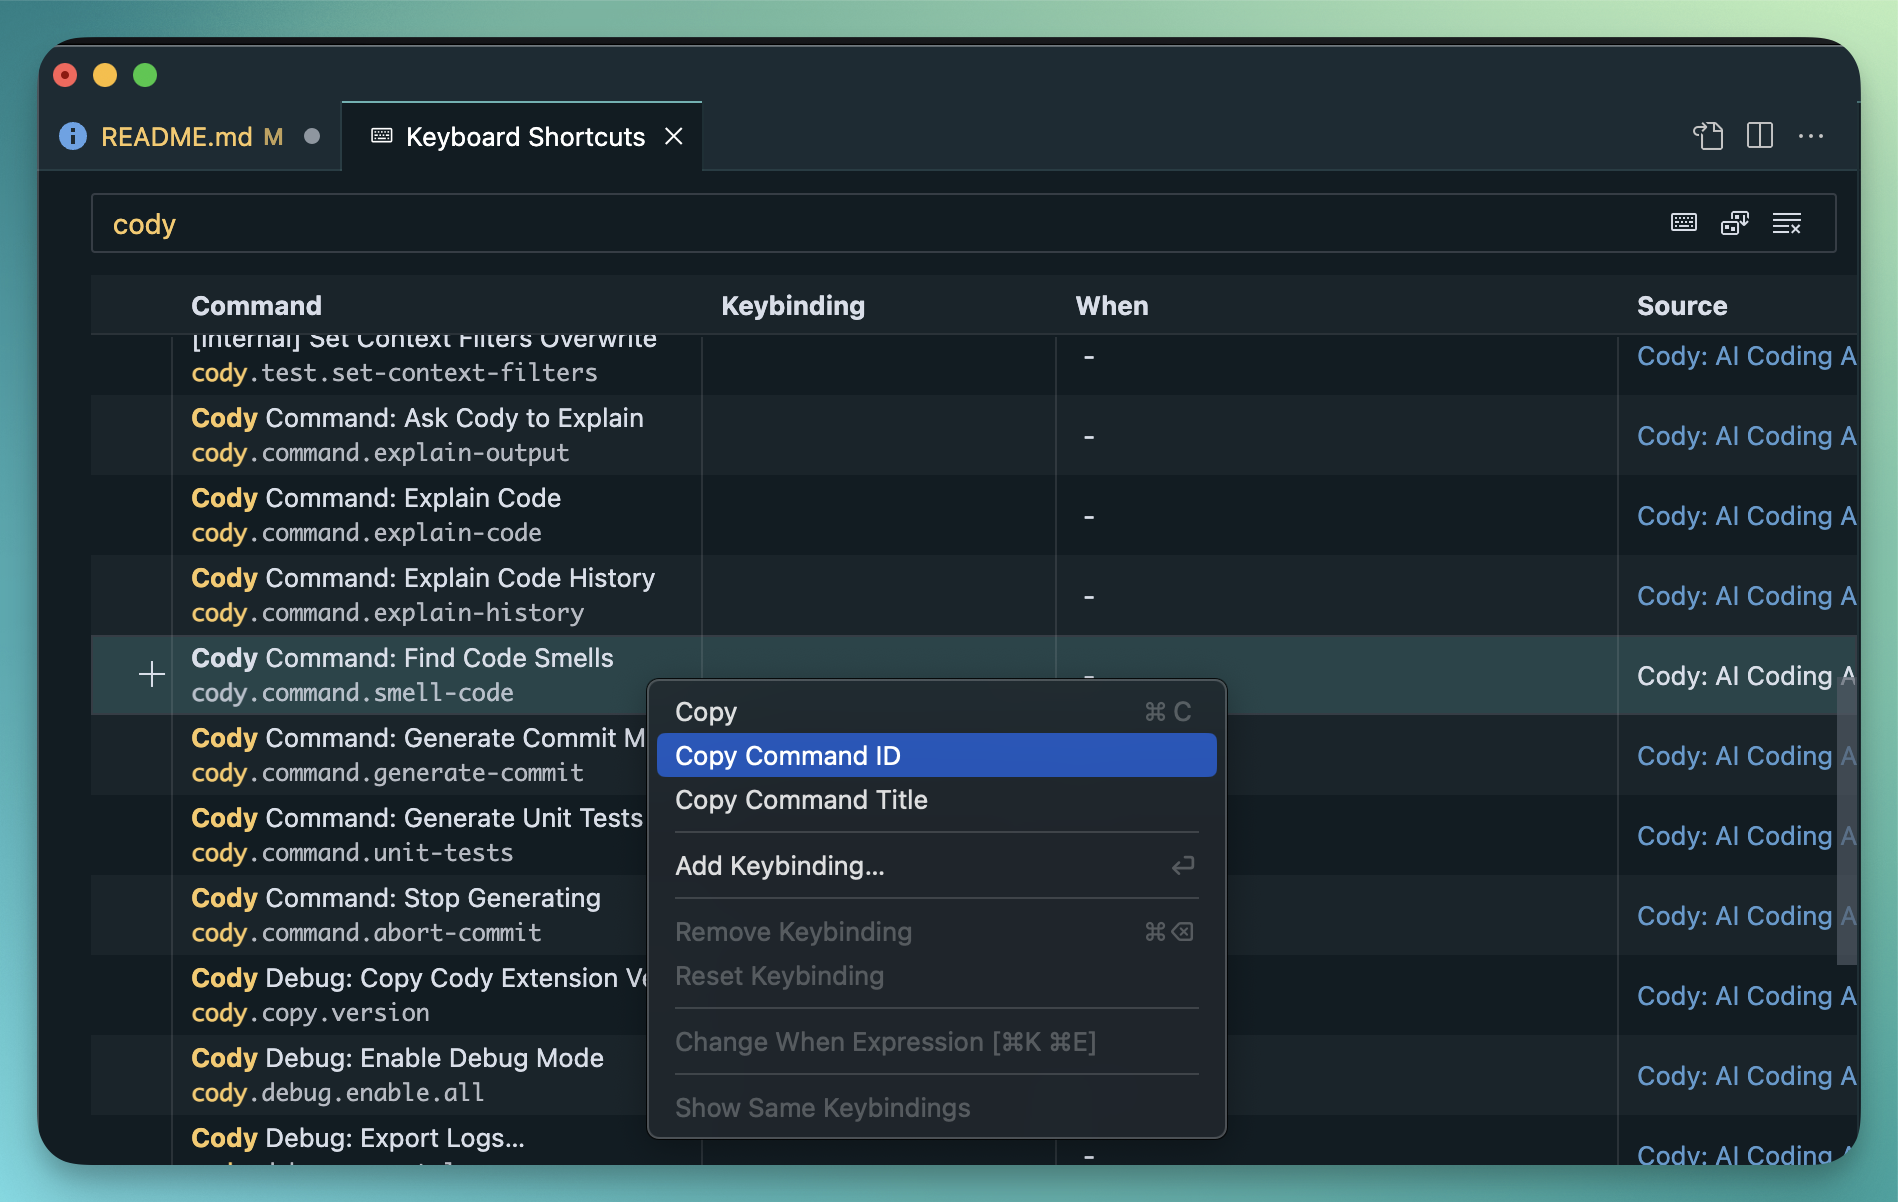 README.md M
Keyboard Shortcuts
cody
Command Keybinding When Source
[Internal] Set Context Filters Overwrite
cody.test.set-context-filters
- Cody: AI Coding A
Cody Command: Ask Cody to Explain
cody.command.explain-output
- Cody: AI Coding A
Cody Command: Explain Code
cody.command.explain-code
- Cody: AI Coding A
Cody Command: Explain Code History
cody.command.explain-history
- Cody: AI Coding A
Cody Command: Find Code Smells
cody.command.smell-code
- Cody: AI Coding A
Cody Command: Generate Commit M
cody.command.generate-commit
Cody: AI Coding A
Cody Command: Generate Unit Tests
cody.command.unit-tests
Cody: AI Coding A
Cody Command: Stop Generating
cody.command.abort-commit
Cody: AI Coding A
Cody Debug: Copy Cody Extension Ve
cody.copy.version
Cody: AI Coding A
Cody Debug: Enable Debug Mode
cody.debug.enable.all
Cody: AI Coding A
Cody Debug: Export Logs...
- Cody: AI Coding A
Copy ⌘ C
Copy Command ID
Copy Command Title
Add Keybinding... ⏎
Remove Keybinding ⌘⌫
Reset Keybinding
Change When Expression [⌘K ⌘E]
Show Same Keybindings